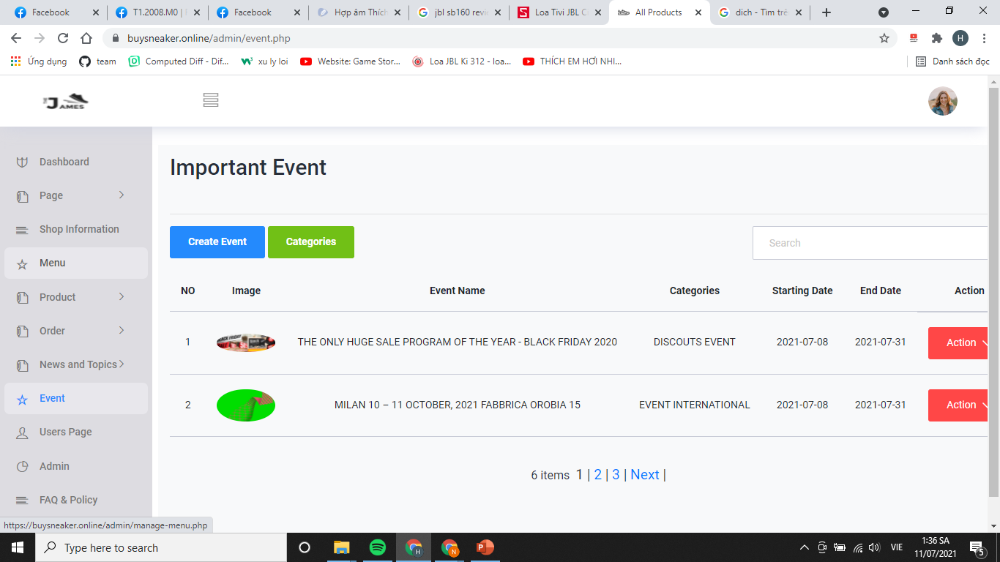 Facebook
T1.2008.M0 |
Facebook
Hợp âm Thích
jbl sb160 revi
Loa Tivi JBL C
All Products
dich - Tìm trê
buysneaker.online/admin/event.php
H
Ứng dụng
team
Computed Diff - Dif...
xu ly loi
Website: Game Stor...
Loa JBL Ki 312 - loa...
THÍCH EM HƠI NHI...
Danh sách đọc
JAMES
Dashboard
Page
Shop Information
Menu
Product
Order
News and Topics
Event
Users Page
Admin
FAQ & Policy
Important Event
Create Event
Categories
Search
NO Image Event Name Categories Starting Date End Date Action
1 THE ONLY HUGE SALE PROGRAM OF THE YEAR - BLACK FRIDAY 2020 DISCOUTS EVENT 2021-07-08 2021-07-31 Action
2 MILAN 10 – 11 OCTOBER, 2021 FABBRICA OROBIA 15 EVENT INTERNATIONAL 2021-07-08 2021-07-31 Action
6 items 1 | 2 | 3 | Next |
https://buysneaker.online/admin/manage-menu.php
Type here to search
VIE
1:36 SA
11/07/2021
5